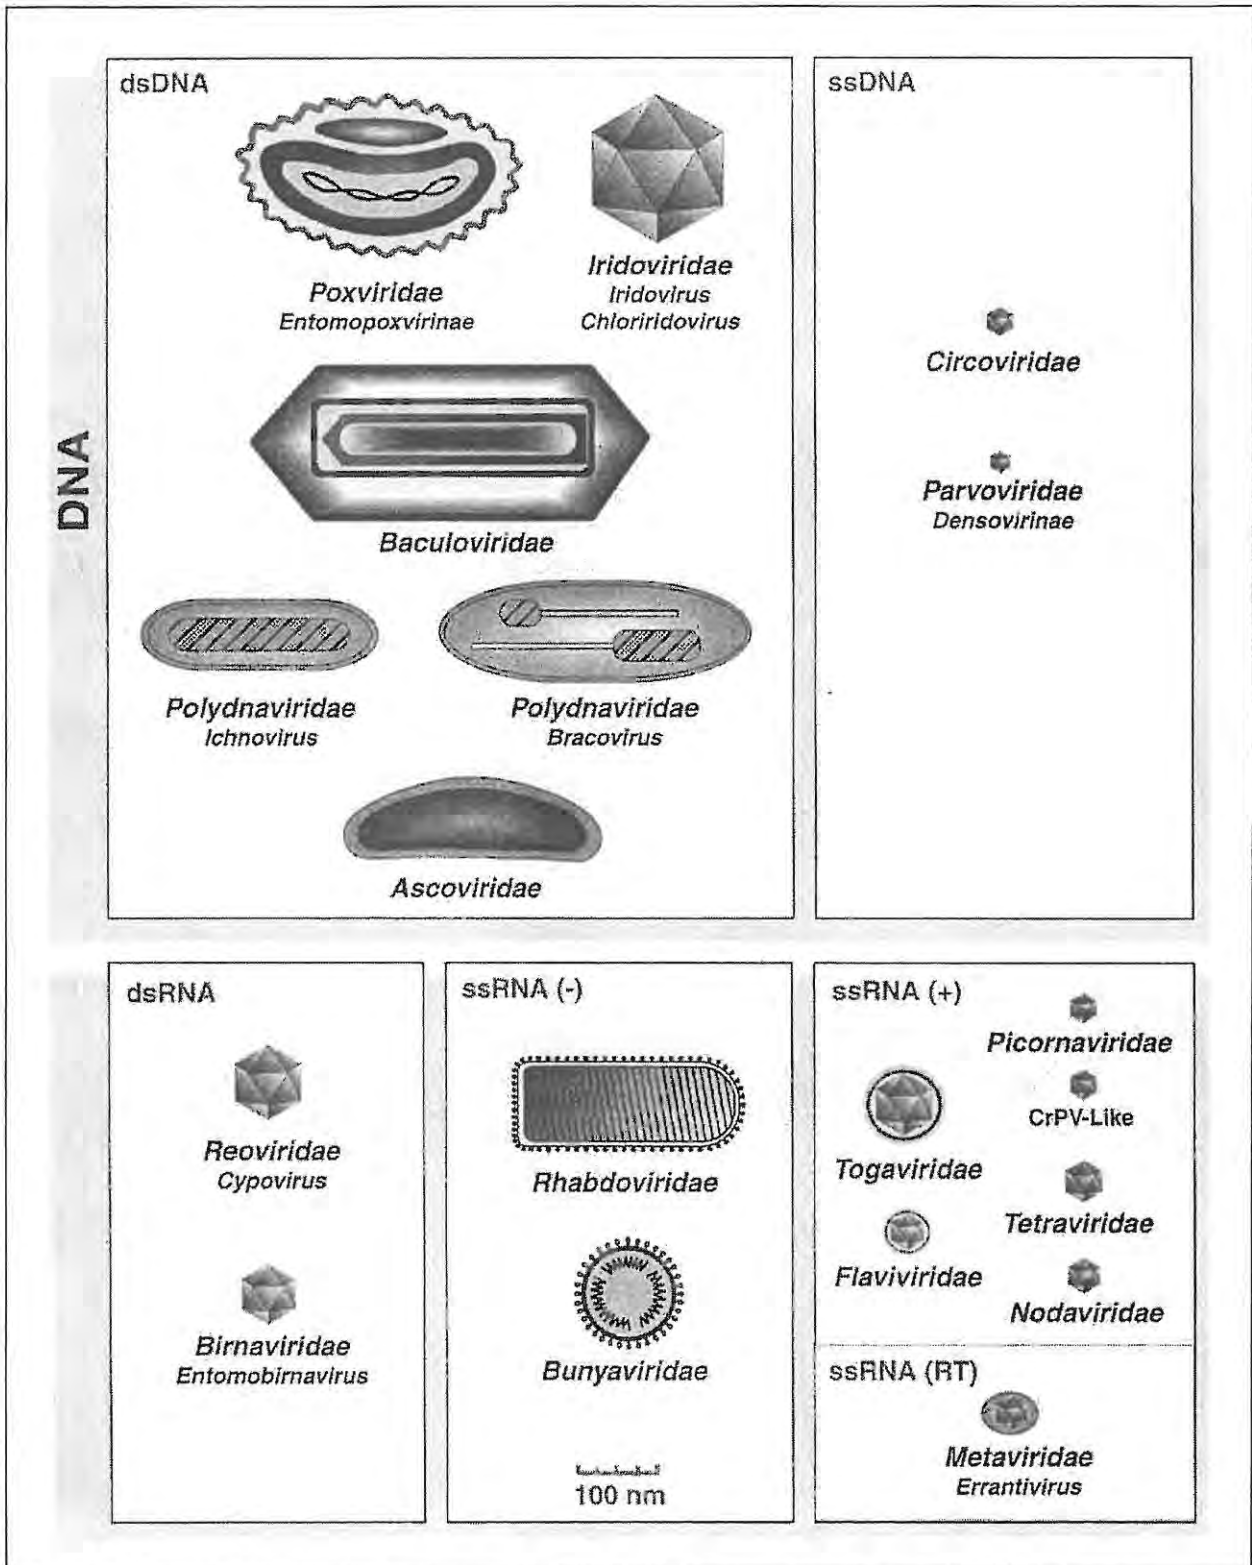 DNA
dsDNA
Poxviridae
Entomopoxvirinae
Iridoviridae
Iridovirus
Chloriridovirus
Baculoviridae
Polydnaviridae
Ichnovirus
Polydnaviridae
Bracovirus
Ascoviridae
ssDNA
Circoviridae
Parvoviridae
Densovirinae
dsRNA
Reoviridae
Cypovirus
Birnaviridae
Entomobirnavirus
ssRNA (-)
Rhabdoviridae
Bunyaviridae
100 nm
ssRNA (+)
Picornaviridae
CrPV-Like
Togaviridae
Tetraviridae
Flaviviridae
Nodaviridae
ssRNA (RT)
Metaviridae
Errantivirus